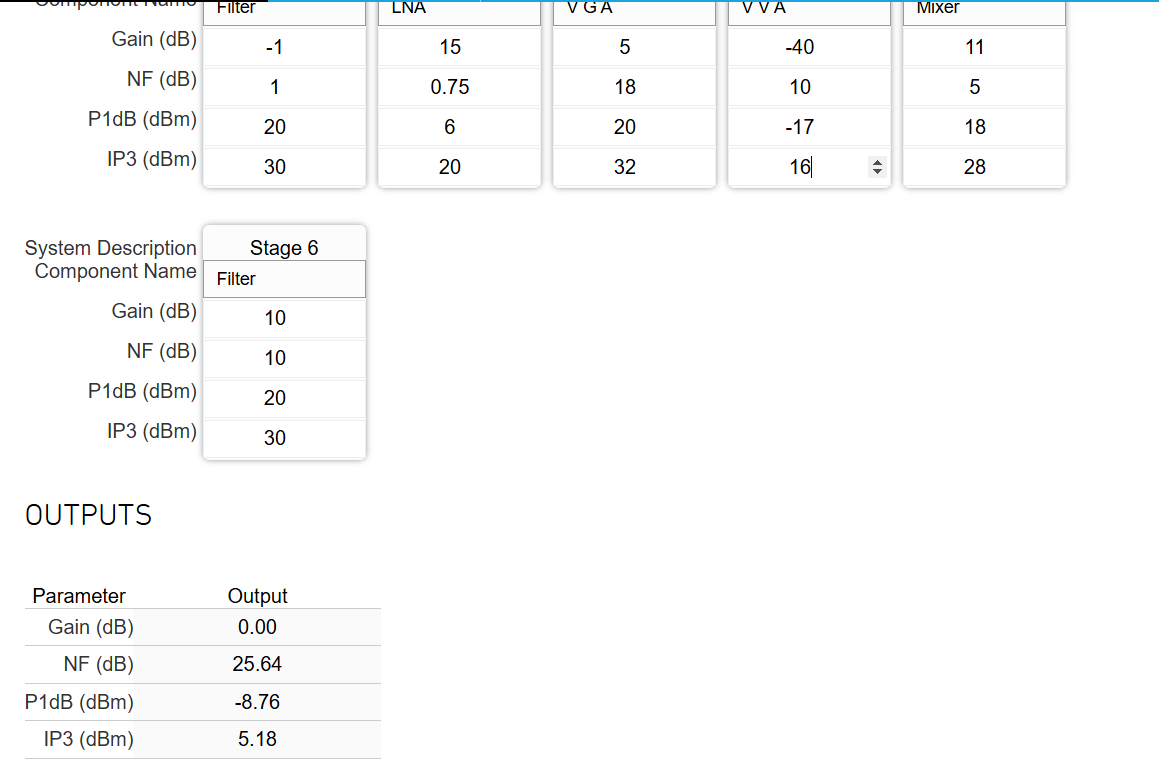 Component Name Filter LNA V G A V V A Mixer
Gain (dB) -1 15 5 -40 11
NF (dB) 1 0.75 18 10 5
P1dB (dBm) 20 6 20 -17 18
IP3 (dBm) 30 20 32 16 28
System Description Stage 6
Component Name Filter
Gain (dB) 10
NF (dB) 10
P1dB (dBm) 20
IP3 (dBm) 30
OUTPUTS
Parameter Output
Gain (dB) 0.00
NF (dB) 25.64
P1dB (dBm) -8.76
IP3 (dBm) 5.18